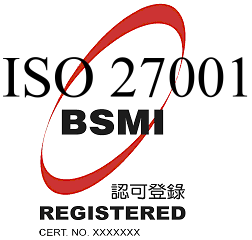 ISO 27001
BSMI
認可登錄
REGISTERED
CERT. NO. XXXXXXX